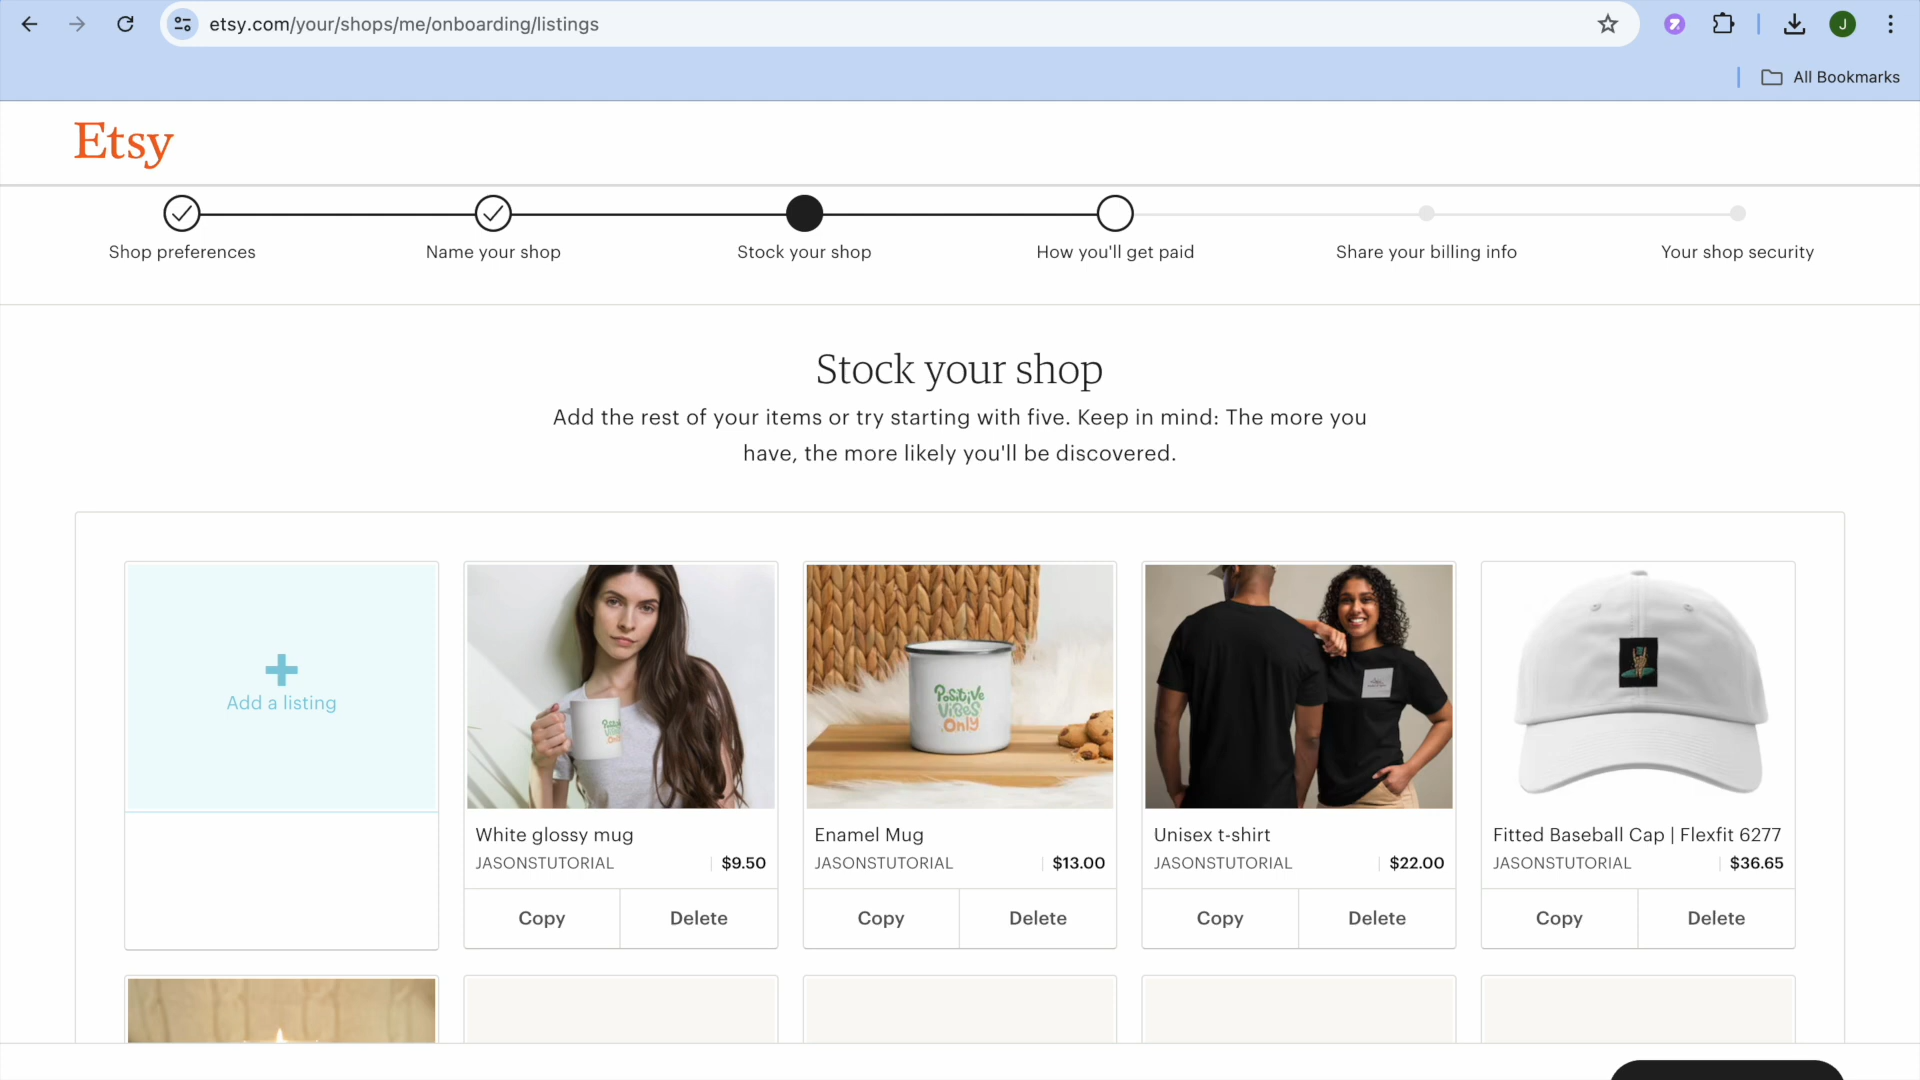 etsy.com/your/shops/me/onboarding/listings
J
All Bookmarks
Etsy
Shop preferences
Name your shop
Stock your shop
How you'll get paid
Share your billing info
Your shop security
Stock your shop
Add the rest of your items or try starting with five. Keep in mind: The more you
have, the more likely you'll be discovered.
Add a listing
Positive
Vibes
Only
White glossy mug
JASONSTUTORIAL
$9.50
Copy
Delete
Enamel Mug
JASONSTUTORIAL
$13.00
Copy
Delete
Unisex t-shirt
JASONSTUTORIAL
$22.00
Copy
Delete
Fitted Baseball Cap | Flexfit 6277
JASONSTUTORIAL
$36.65
Copy
Delete